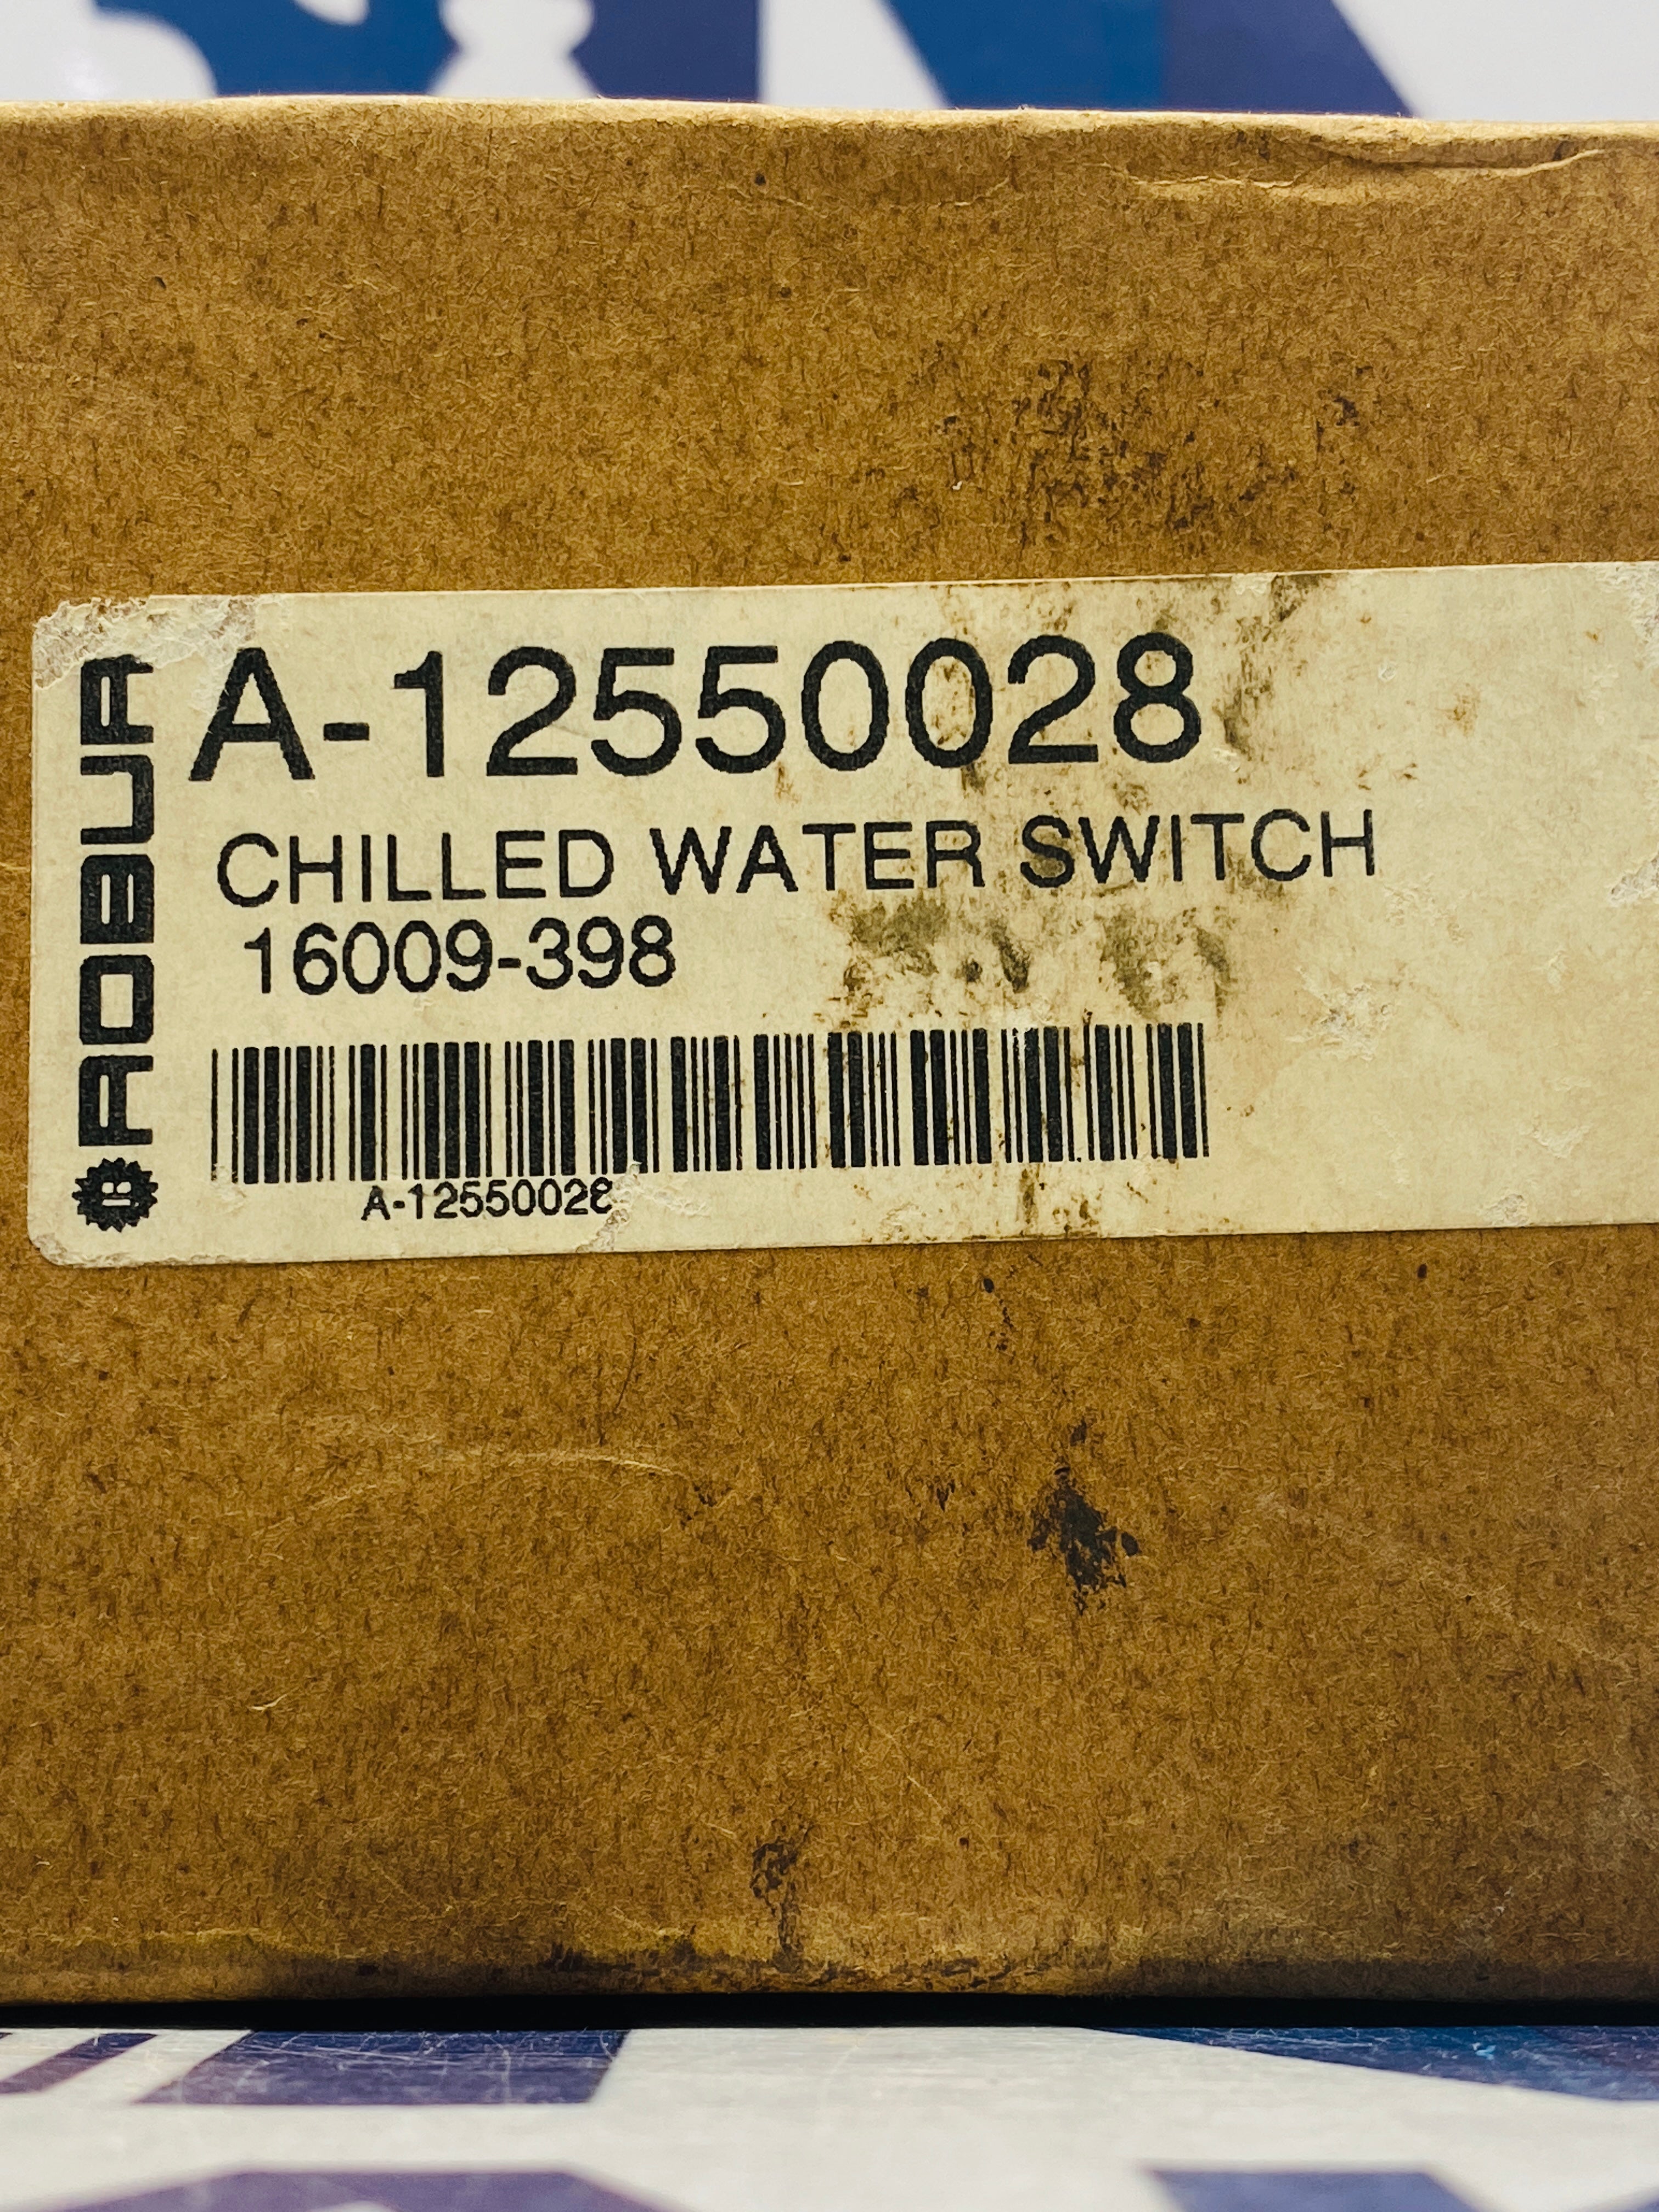 ROBUR
A-12550028
CHILLED WATER SWITCH
16009-398
A-12550028